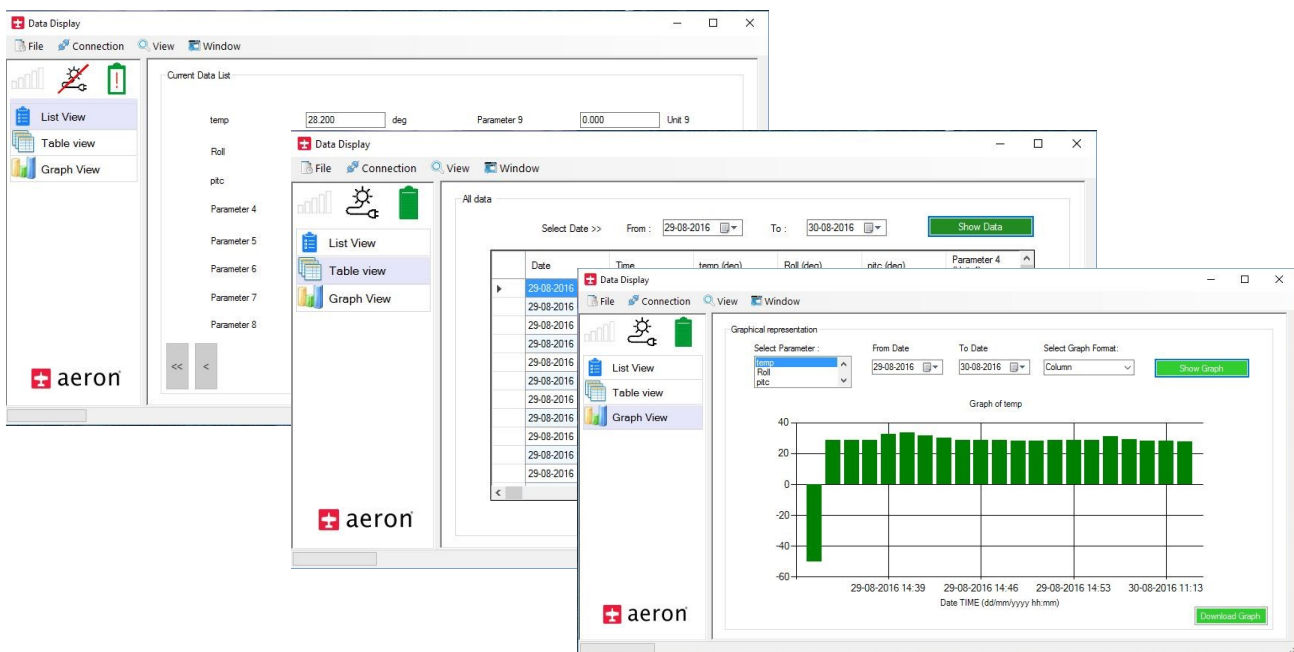 Data Display
File Connection View Window
Current Data List
List View
Table view
Graph View
temp 28.200 deg Parameter 9 0.000 Unit 9
Roll
pitc
Parameter 4
Parameter 5
Parameter 6
Parameter 7
Parameter 8
<< <
aeron
Data Display
File Connection View Window
All data
Select Date >> From : 29-08-2016 To : 30-08-2016 Show Data
List View
Table view
Graph View
Date Time temp (deg) Roll (deg) pitc (deg) Parameter 4
29-08-2016
29-08-2016
29-08-2016
29-08-2016
29-08-2016
29-08-2016
29-08-2016
29-08-2016
29-08-2016
29-08-2016
29-08-2016
aeron
Data Display
File Connection View Window
Graphical representation
Select Parameter : From Date To Date Select Graph Format:
temp 29-08-2016 30-08-2016 Column Show Graph
Roll
pitc
List View
Table view
Graph View
Graph of temp
40
20
0
-20
-40
-60
29-08-2016 14:39 29-08-2016 14:46 29-08-2016 14:53 30-08-2016 11:13
Date TIME (dd/mm/yyyy hh:mm)
Download Graph
aeron